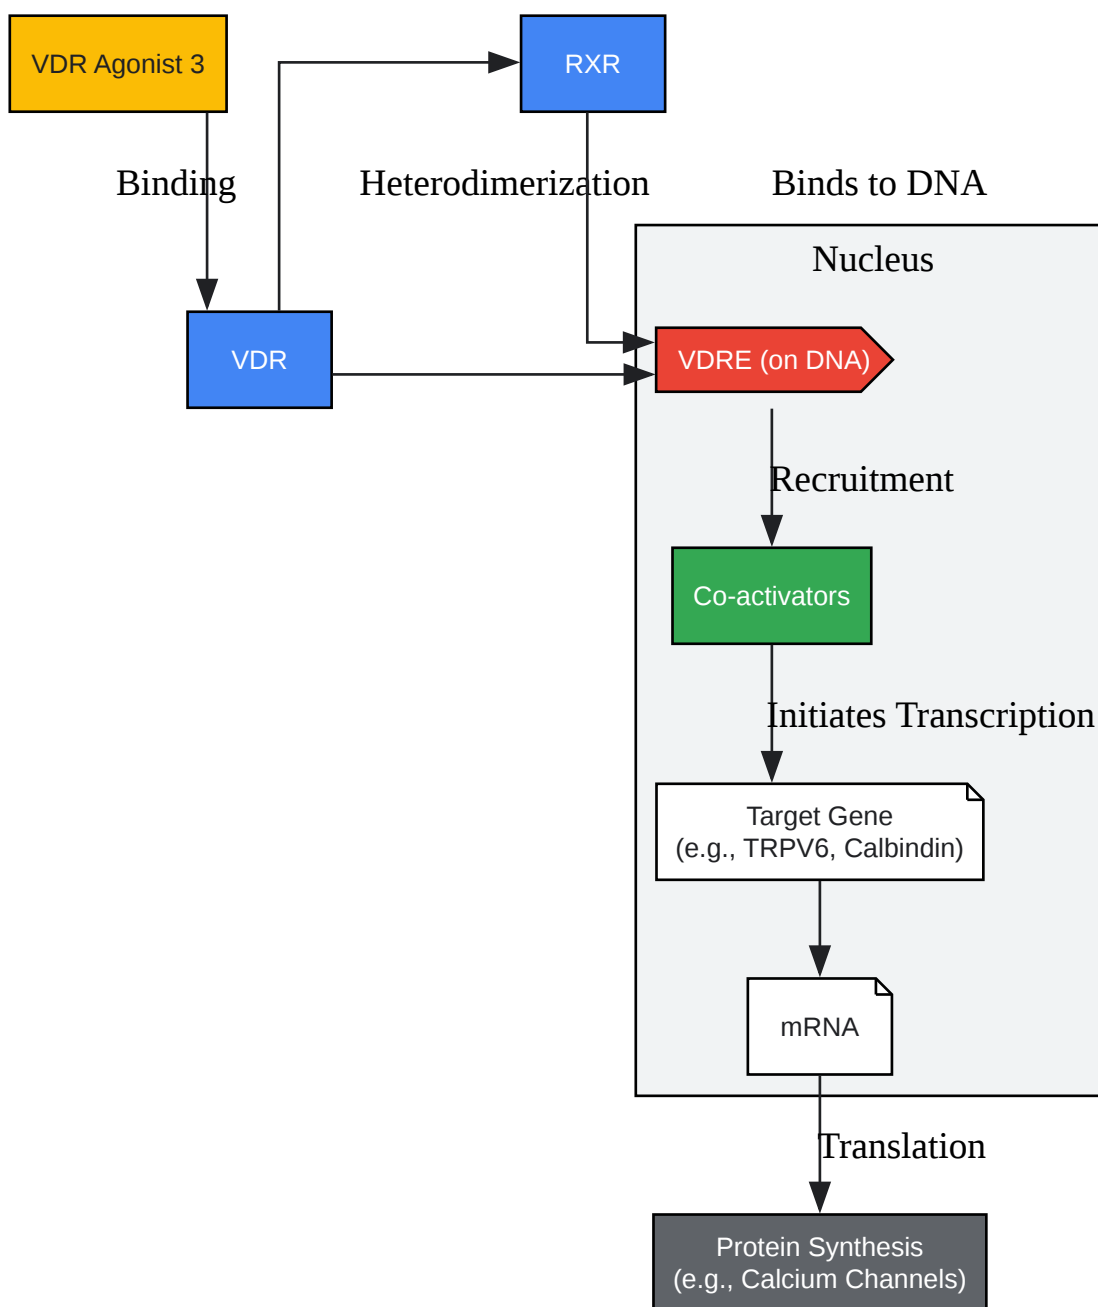 VDR Agonist 3
RXR
Binding
Heterodimerization
Binds to DNA
Nucleus
VDR
VDRE (on DNA)
Recruitment
Co-activators
Initiates Transcription
Target Gene
(e.g., TRPV6, Calbindin)
mRNA
Translation
Protein Synthesis
(e.g., Calcium Channels)